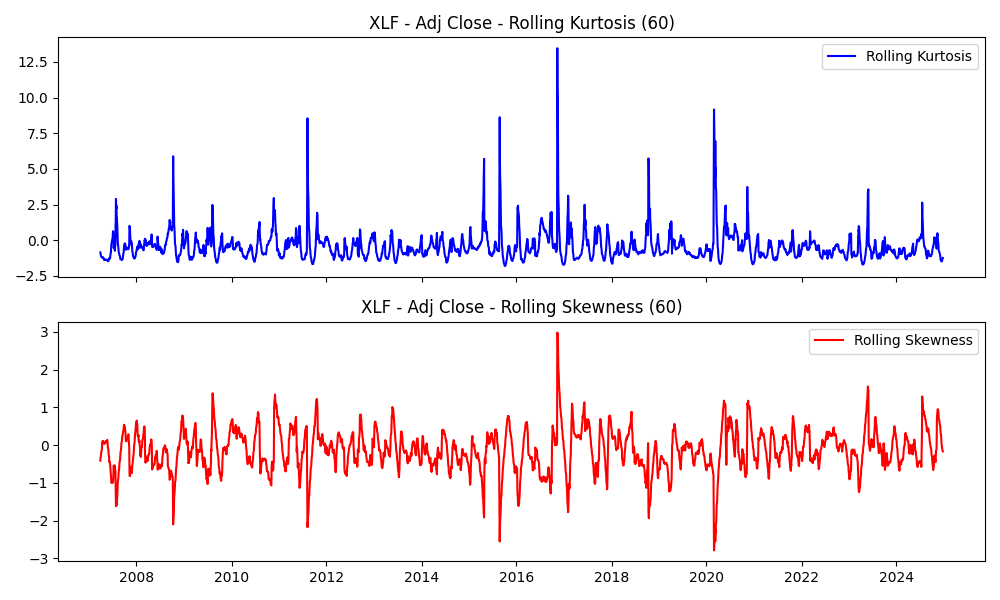 XLF - Adj Close - Rolling Kurtosis (60)
Rolling Kurtosis
12.5
10.0
7.5
5.0
2.5
0.0
−2.5
XLF - Adj Close - Rolling Skewness (60)
Rolling Skewness
3
2
1
0
−1
−2
−3
2008 2010 2012 2014 2016 2018 2020 2022 2024